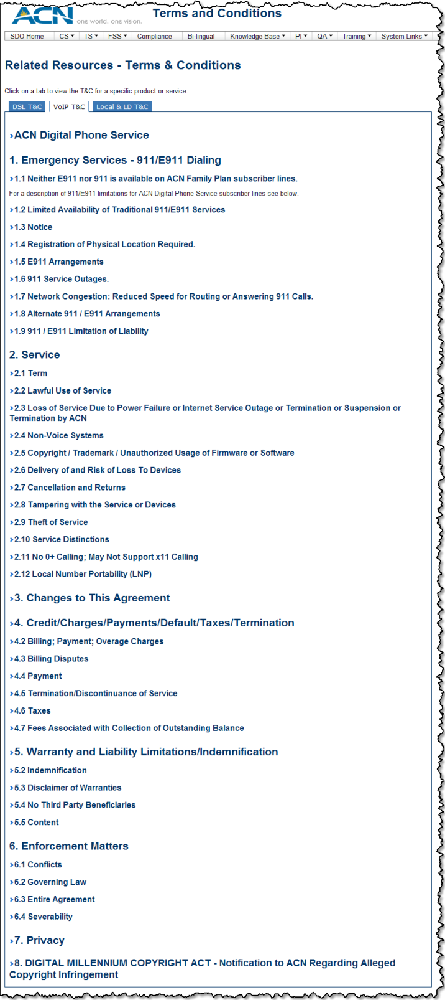 ACN one world. one vision. Terms and Conditions
SDO Home CS TS FSS Compliance Bi-lingual Knowledge Base PI QA Training System Links
Related Resources - Terms & Conditions
Click on a tab to view the T&C for a specific product or service.
DSL T&C VoIP T&C Local & LD T&C
›ACN Digital Phone Service
1. Emergency Services - 911/E911 Dialing
›1.1 Neither E911 nor 911 is available on ACN Family Plan subscriber lines.
For a description of 911/E911 limitations for ACN Digital Phone Service subscriber lines see below.
›1.2 Limited Availability of Traditional 911/E911 Services
›1.3 Notice
›1.4 Registration of Physical Location Required.
›1.5 E911 Arrangements
›1.6 911 Service Outages.
›1.7 Network Congestion: Reduced Speed for Routing or Answering 911 Calls.
›1.8 Alternate 911 / E911 Arrangements
›1.9 911 / E911 Limitation of Liability
2. Service
›2.1 Term
›2.2 Lawful Use of Service
›2.3 Loss of Service Due to Power Failure or Internet Service Outage or Termination or Suspension or
Termination by ACN
›2.4 Non-Voice Systems
›2.5 Copyright / Trademark / Unauthorized Usage of Firmware or Software
›2.6 Delivery of and Risk of Loss To Devices
›2.7 Cancellation and Returns
›2.8 Tampering with the Service or Devices
›2.9 Theft of Service
›2.10 Service Distinctions
›2.11 No 0+ Calling; May Not Support x11 Calling
›2.12 Local Number Portability (LNP)
›3. Changes to This Agreement
›4. Credit/Charges/Payments/Default/Taxes/Termination
›4.2 Billing; Payment; Overage Charges
›4.3 Billing Disputes
›4.4 Payment
›4.5 Termination/Discontinuance of Service
›4.6 Taxes
›4.7 Fees Associated with Collection of Outstanding Balance
›5. Warranty and Liability Limitations/Indemnification
›5.2 Indemnification
›5.3 Disclaimer of Warranties
›5.4 No Third Party Beneficiaries
›5.5 Content
6. Enforcement Matters
›6.1 Conflicts
›6.2 Governing Law
›6.3 Entire Agreement
›6.4 Severability
›7. Privacy
›8. DIGITAL MILLENNIUM COPYRIGHT ACT - Notification to ACN Regarding Alleged
Copyright Infringement